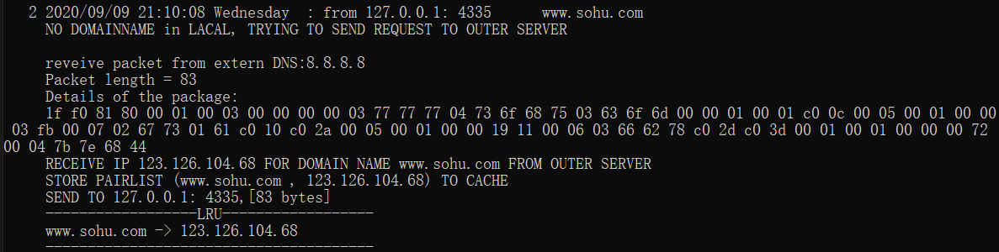 2 2020/09/09 21:10:08 Wednesday : from 127.0.0.1: 4335 www.sohu.com
NO DOMAINNAME in LACAL, TRYING TO SEND REQUEST TO OUTER SERVER
reveive packet from extern DNS:8.8.8.8
Packet length = 83
Details of the package:
1f f0 81 80 00 01 00 03 00 00 00 00 03 77 77 77 04 73 6f 68 75 03 63 6f 6d 00 00 01 00 01 c0 0c 00 05 00 01 00 00
03 fb 00 07 02 67 73 01 61 c0 10 c0 2a 00 05 00 01 00 00 19 11 00 06 03 66 62 78 c0 2d c0 3d 00 01 00 01 00 00 00 72
00 04 7b 7e 68 44
RECEIVE IP 123.126.104.68 FOR DOMAIN NAME www.sohu.com FROM OUTER SERVER
STORE PAIRLIST (www.sohu.com , 123.126.104.68) TO CACHE
SEND TO 127.0.0.1: 4335,[83 bytes]
------------------LRU------------------
www.sohu.com -> 123.126.104.68
---------------------------------------